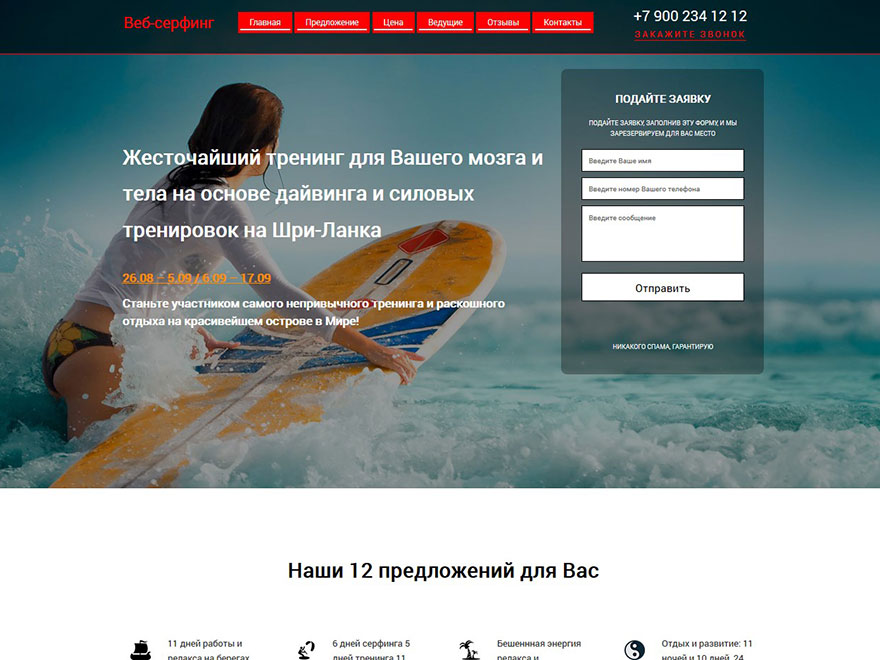 Веб-серфинг
Главная
Предложение
Цена
Ведущие
Отзывы
Контакты
+7 900 234 12 12
ЗАКАЖИТЕ ЗВОНОК
Жесточайший тренинг для Вашего мозга и
тела на основе дайвинга и силовых
тренировок на Шри-Ланка
26.08 – 5.09 / 6.09 – 17.09
Станьте участником самого непривычного тренинга и раскошного
отдыха на красивейшем острове в Мире!
ПОДАЙТЕ ЗАЯВКУ
ПОДАЙТЕ ЗАЯВКУ, ЗАПОЛНИВ ЭТУ ФОРМУ, И МЫ
ЗАРЕЗЕРВИРУЕМ ДЛЯ ВАС МЕСТО
Введите Ваше имя
Введите номер Вашего телефона
Введите сообщение
Отправить
НИКАКОГО СПАМА, ГАРАНТИРУЮ
Наши 12 предложений для Вас
11 дней работы и
релакса на берегах
6 дней серфинга 5
дней тренинга 11
Бешеннная энергия
релакса и
Отдых и развитие: 11
ночей и 10 дней, 24